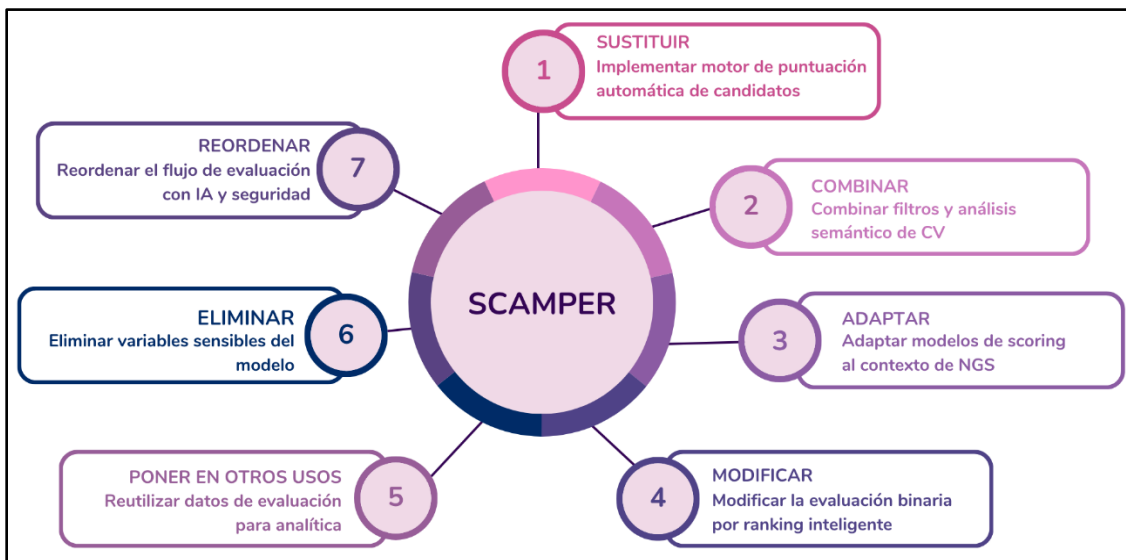 SCAMPER
1
SUSTITUIR
Implementar motor de puntuación
automática de candidatos
2
COMBINAR
Combinar filtros y análisis
semántico de CV
3
ADAPTAR
Adaptar modelos de scoring
al contexto de NGS
4
MODIFICAR
Modificar la evaluación binaria
por ranking inteligente
5
PONER EN OTROS USOS
Reutilizar datos de evaluación
para analítica
6
ELIMINAR
Eliminar variables sensibles del
modelo
7
REORDENAR
Reordenar el flujo de evaluación
con IA y seguridad